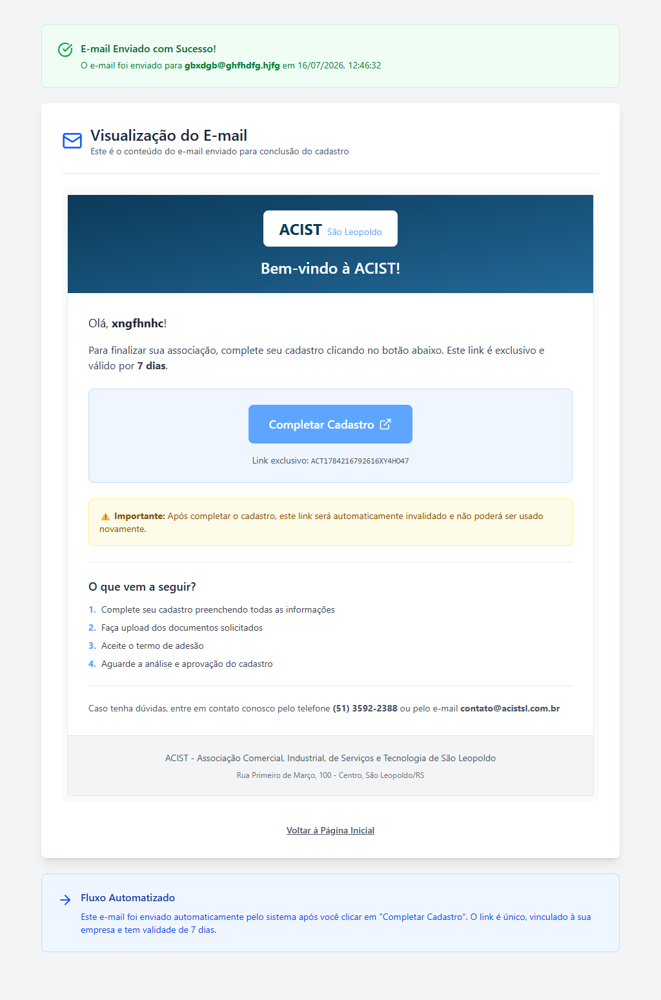 E-mail Enviado com Sucesso!
O e-mail foi enviado para gbxdgb@ghfhdfg.hjfg em 16/07/2026, 12:46:32
Visualização do E-mail
Este é o conteúdo do e-mail enviado para conclusão do cadastro
ACIST São Leopoldo
Bem-vindo à ACIST!
Olá, xngfhnhc!
Para finalizar sua associação, complete seu cadastro clicando no botão abaixo. Este link é exclusivo e
válido por 7 dias.
Completar Cadastro
Link exclusivo: ACT1784216792616XY4H047
⚠️ Importante: Após completar o cadastro, este link será automaticamente invalidado e não poderá ser usado
novamente.
O que vem a seguir?
1. Complete seu cadastro preenchendo todas as informações
2. Faça upload dos documentos solicitados
3. Aceite o termo de adesão
4. Aguarde a análise e aprovação do cadastro
Caso tenha dúvidas, entre em contato conosco pelo telefone (51) 3592-2388 ou pelo e-mail contato@acistsl.com.br
ACIST - Associação Comercial, Industrial, de Serviços e Tecnologia de São Leopoldo
Rua Primeiro de Março, 100 - Centro, São Leopoldo/RS
Voltar à Página Inicial
Fluxo Automatizado
Este e-mail foi enviado automaticamente pelo sistema após você clicar em "Completar Cadastro". O link é único, vinculado à sua
empresa e tem validade de 7 dias.